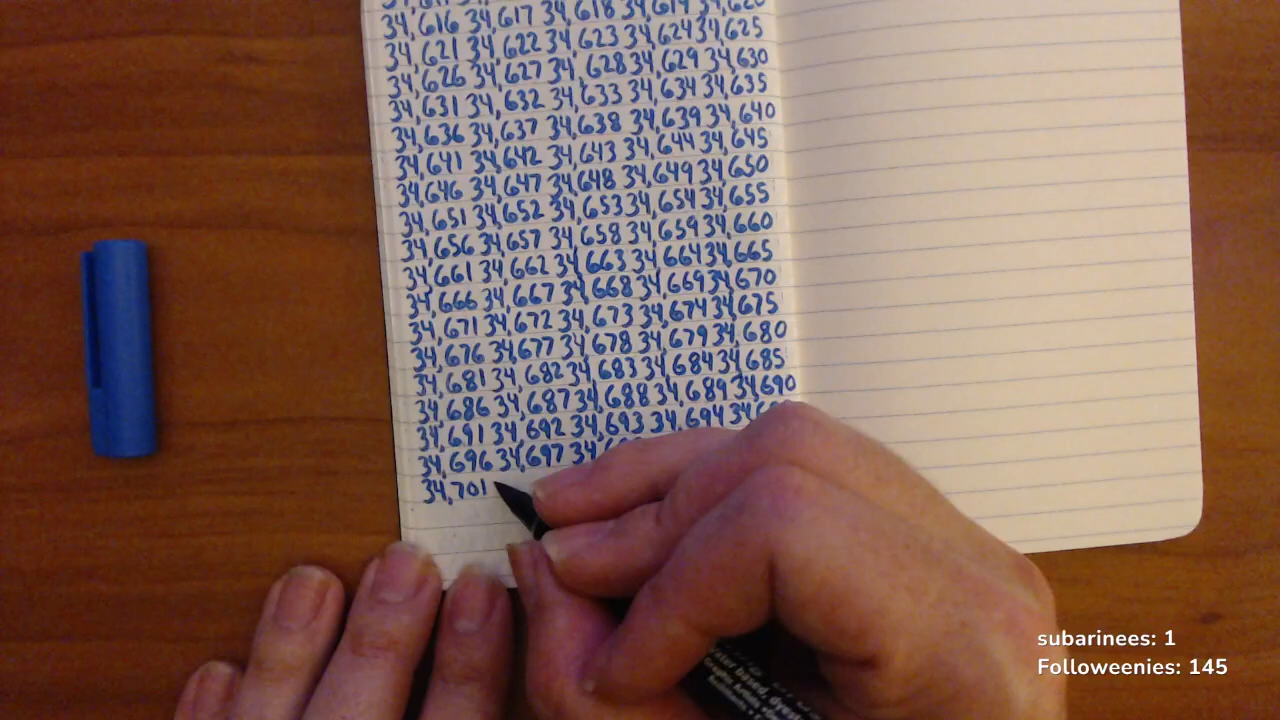 34,616 34,617 34,618 34,619 34,620
34,621 34,622 34,623 34,624 34,625
34,626 34,627 34,628 34,629 34,630
34,631 34,632 34,633 34,634 34,635
34,636 34,637 34,638 34,639 34,640
34,641 34,642 34,643 34,644 34,645
34,646 34,647 34,648 34,649 34,650
34,651 34,652 34,653 34,654 34,655
34,656 34,657 34,658 34,659 34,660
34,661 34,662 34,663 34,664 34,665
34,666 34,667 34,668 34,669 34,670
34,671 34,672 34,673 34,674 34,675
34,676 34,677 34,678 34,679 34,680
34,681 34,682 34,683 34,684 34,685
34,686 34,687 34,688 34,689 34,690
34,691 34,692 34,693 34,694
34,696 34,697
34,701
subarinees: 1
Followeenies: 145